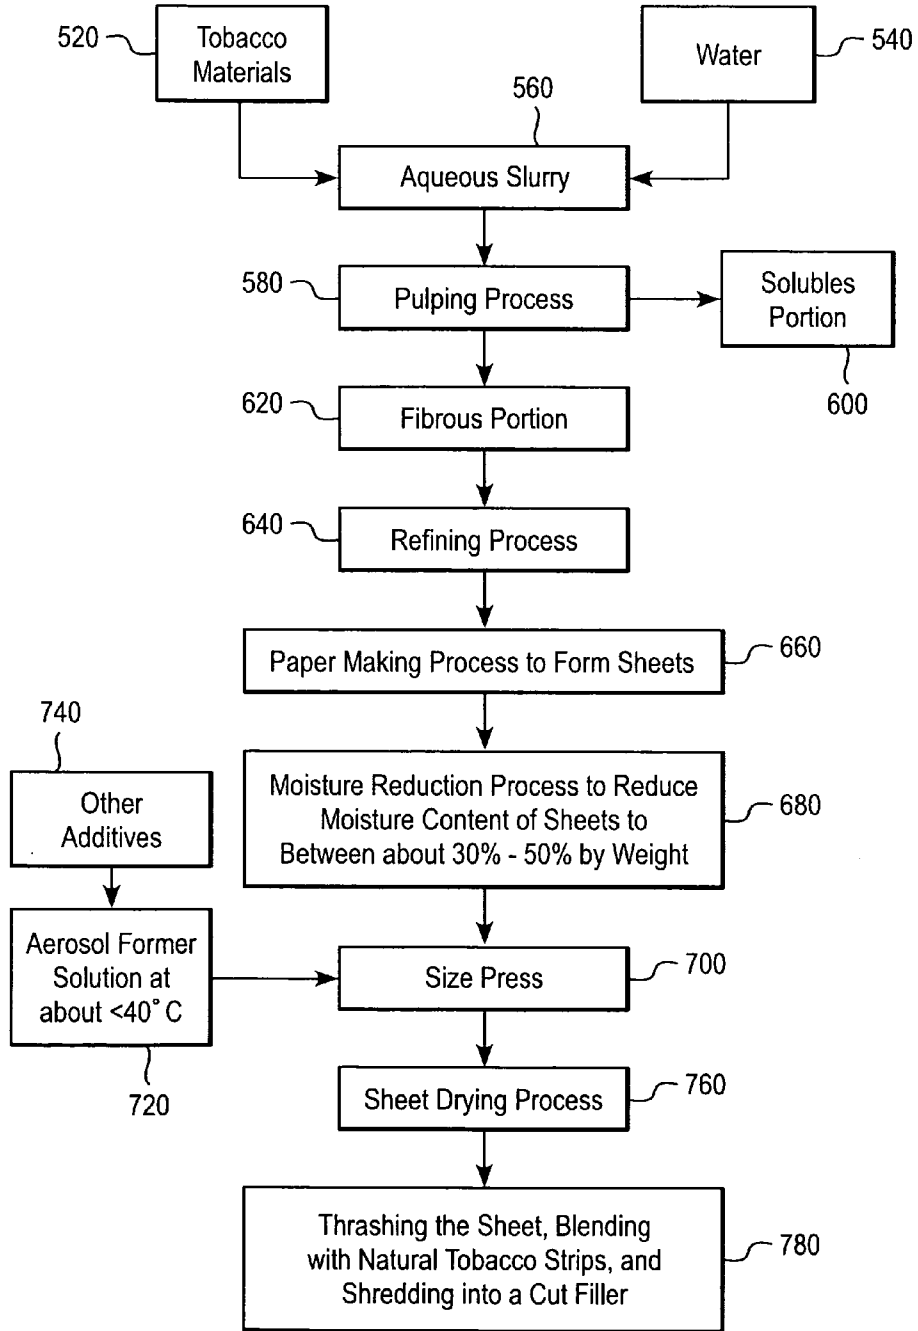 520
Tobacco
Materials
Water
540
560
Aqueous Slurry
580
Pulping Process
Solubles
Portion
600
620
Fibrous Portion
640
Refining Process
Paper Making Process to Form Sheets
660
740
Other
Additives
Moisture Reduction Process to Reduce
Moisture Content of Sheets to
Between about 30% - 50% by Weight
680
Aerosol Former
Solution at
about <40° C
720
Size Press
700
Sheet Drying Process
760
Thrashing the Sheet, Blending
with Natural Tobacco Strips, and
Shredding into a Cut Filler
780